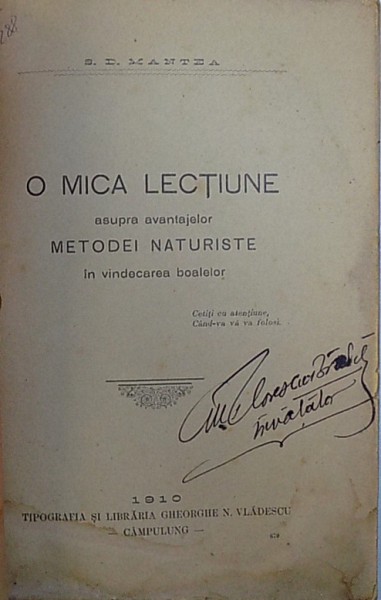 S. D. MANTEA
O MICA LECȚIUNE
asupra avantajelor
METODEI NATURISTE
în vindecarea boalelor
Cetiți cu atențiune,
Când-va vă va folosi.
învățător
1910
TIPOGRAFIA ȘI LIBRĂRIA GHEORGHE N. VLĂDESCU
— CÂMPULUNG —